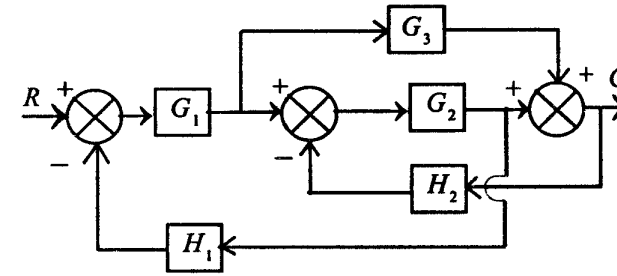 G₃
+
R + G₁ + G₂ + C
−
−
H₂
H₁